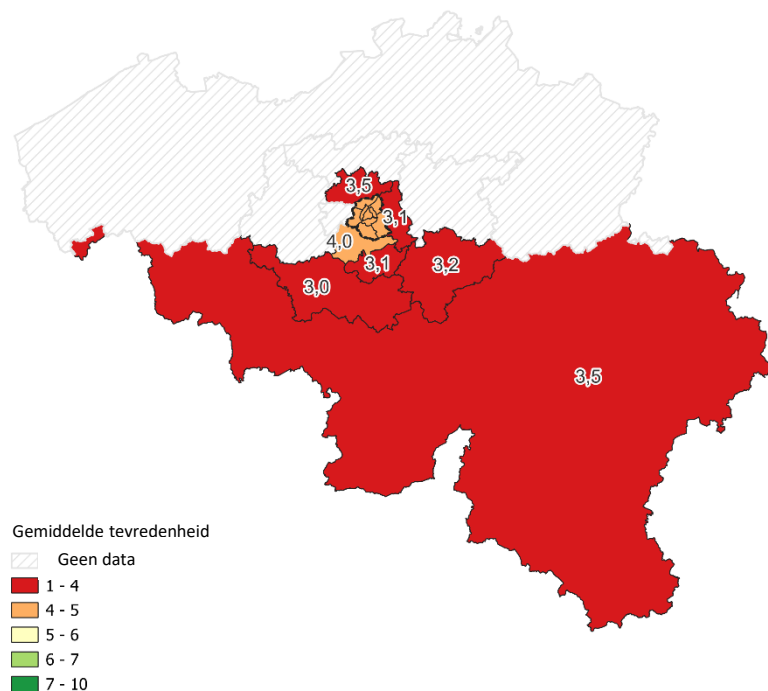 3,5
3,1
4,0
3,1
3,2
3,0
3,5
Gemiddelde tevredenheid
Geen data
1 - 4
4 - 5
5 - 6
6 - 7
7 - 10